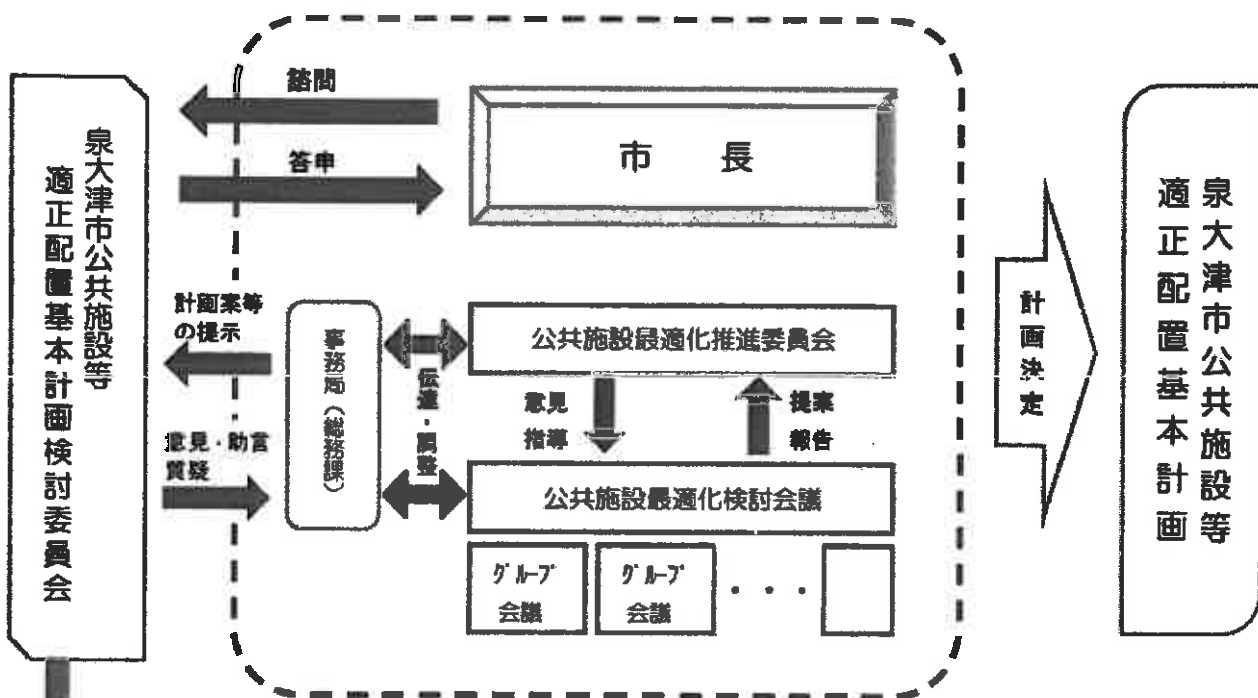 泉大津市公共施設等
適正配置基本計画検討委員会
諮問
答申
市　長
計画案等
の提示
意見・助言
質疑
事務局（総務課）
伝達・調整
公共施設最適化推進委員会
意見
指導
提案
報告
公共施設最適化検討会議
グループ
会議
グループ
会議
・・・
計画決定
泉大津市公共施設等
適正配置基本計画